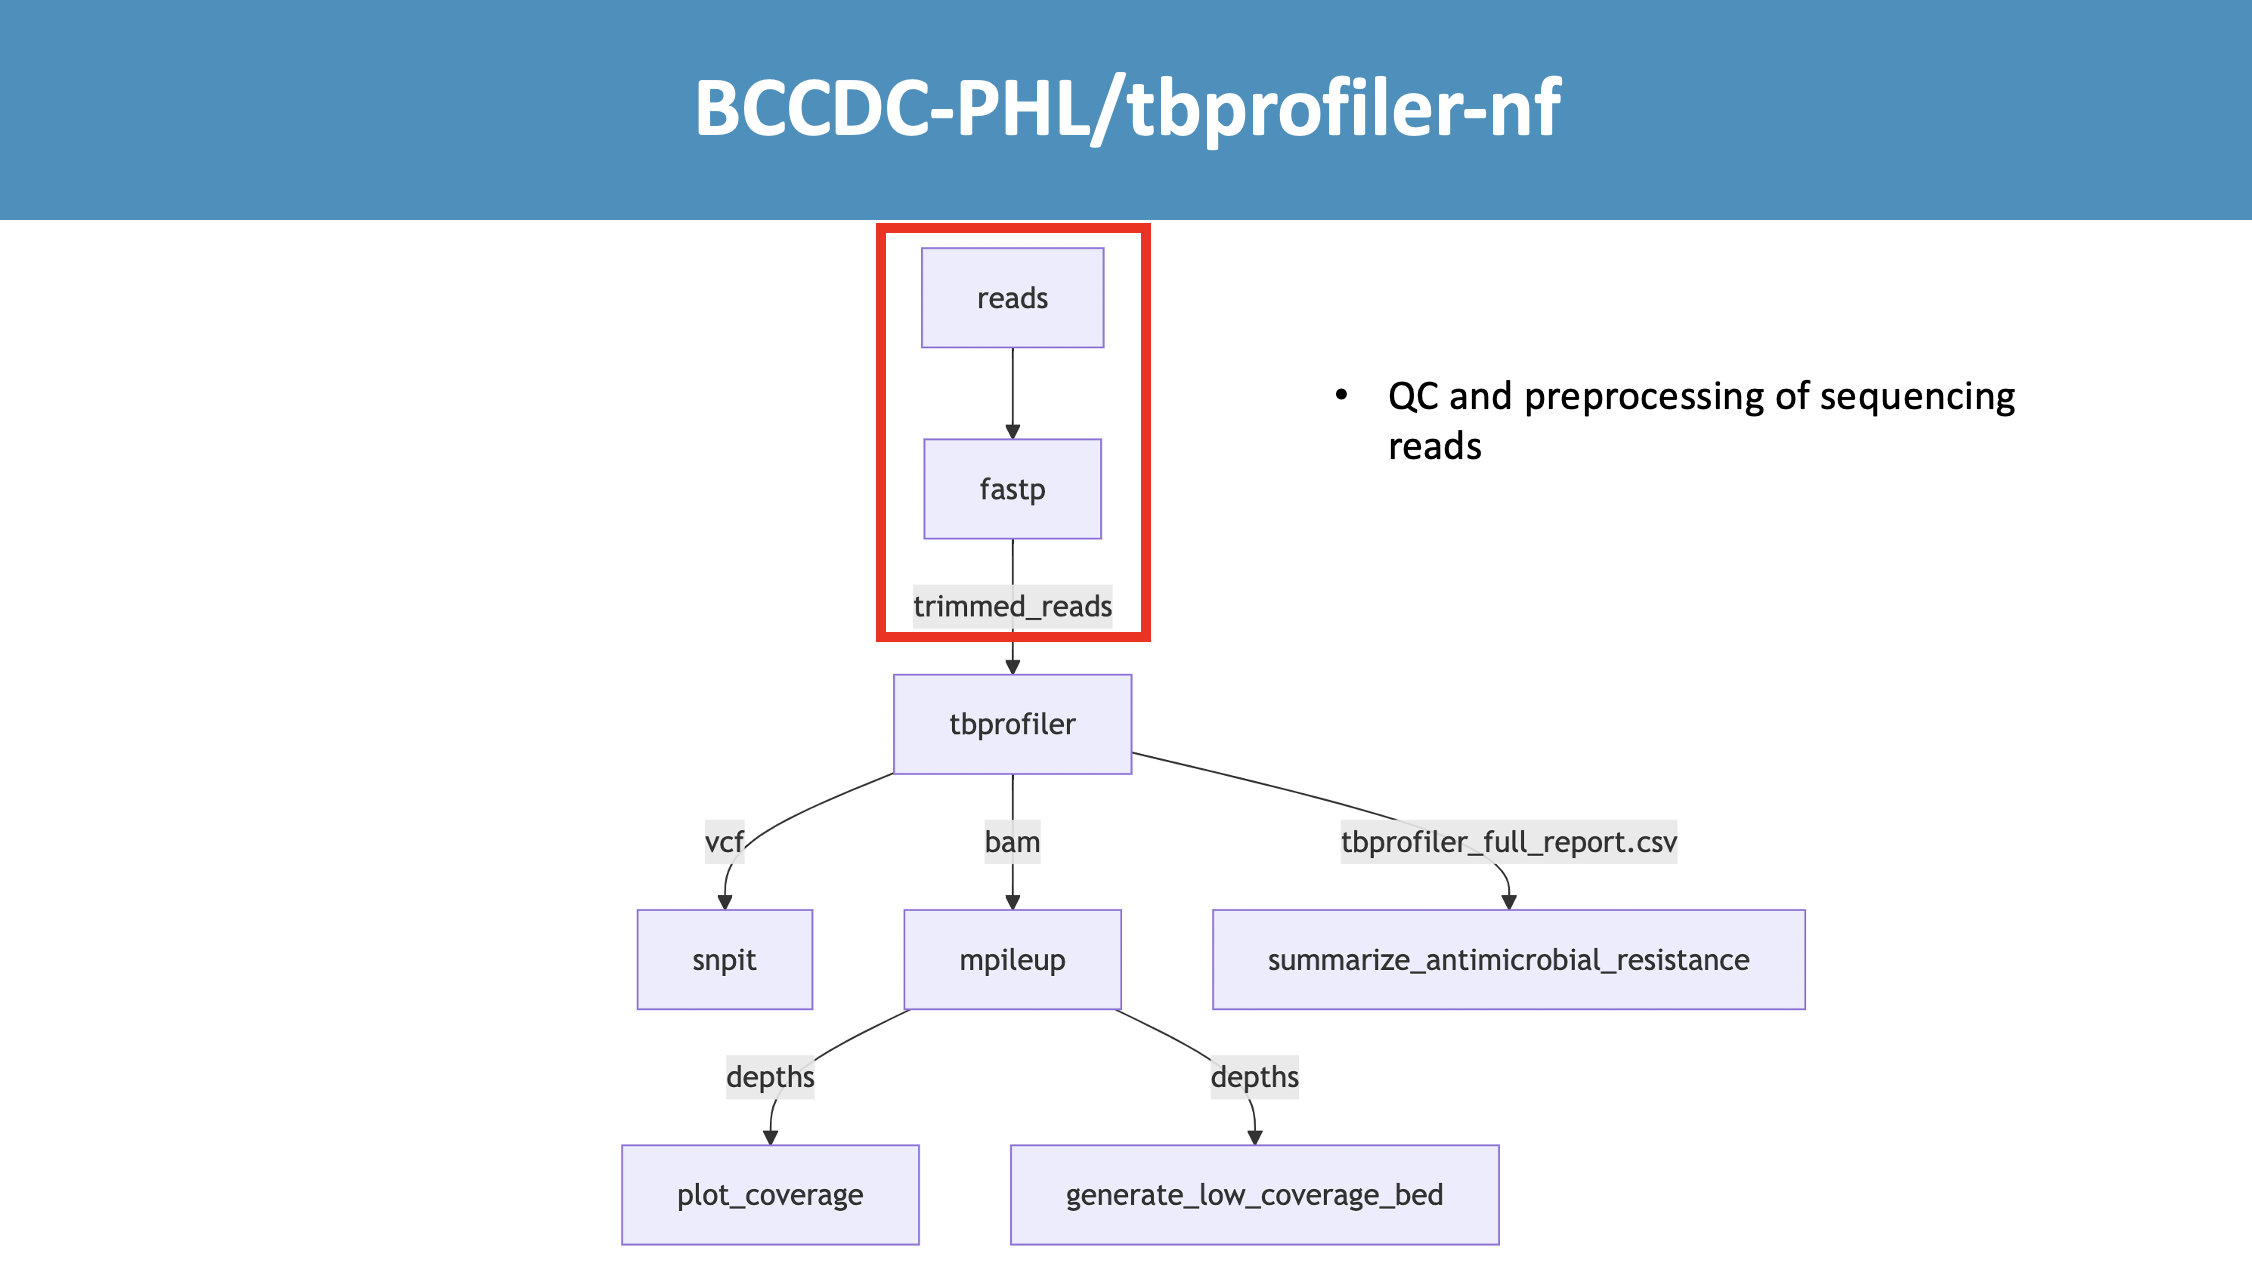 BCCDC-PHL/tbprofiler-nf
reads
• QC and preprocessing of sequencing
reads
fastp
trimmed_reads
tbprofiler
vcf
bam
tbprofiler_full_report.csv
snpit
mpileup
summarize_antimicrobial_resistance
depths
depths
plot_coverage
generate_low_coverage_bed